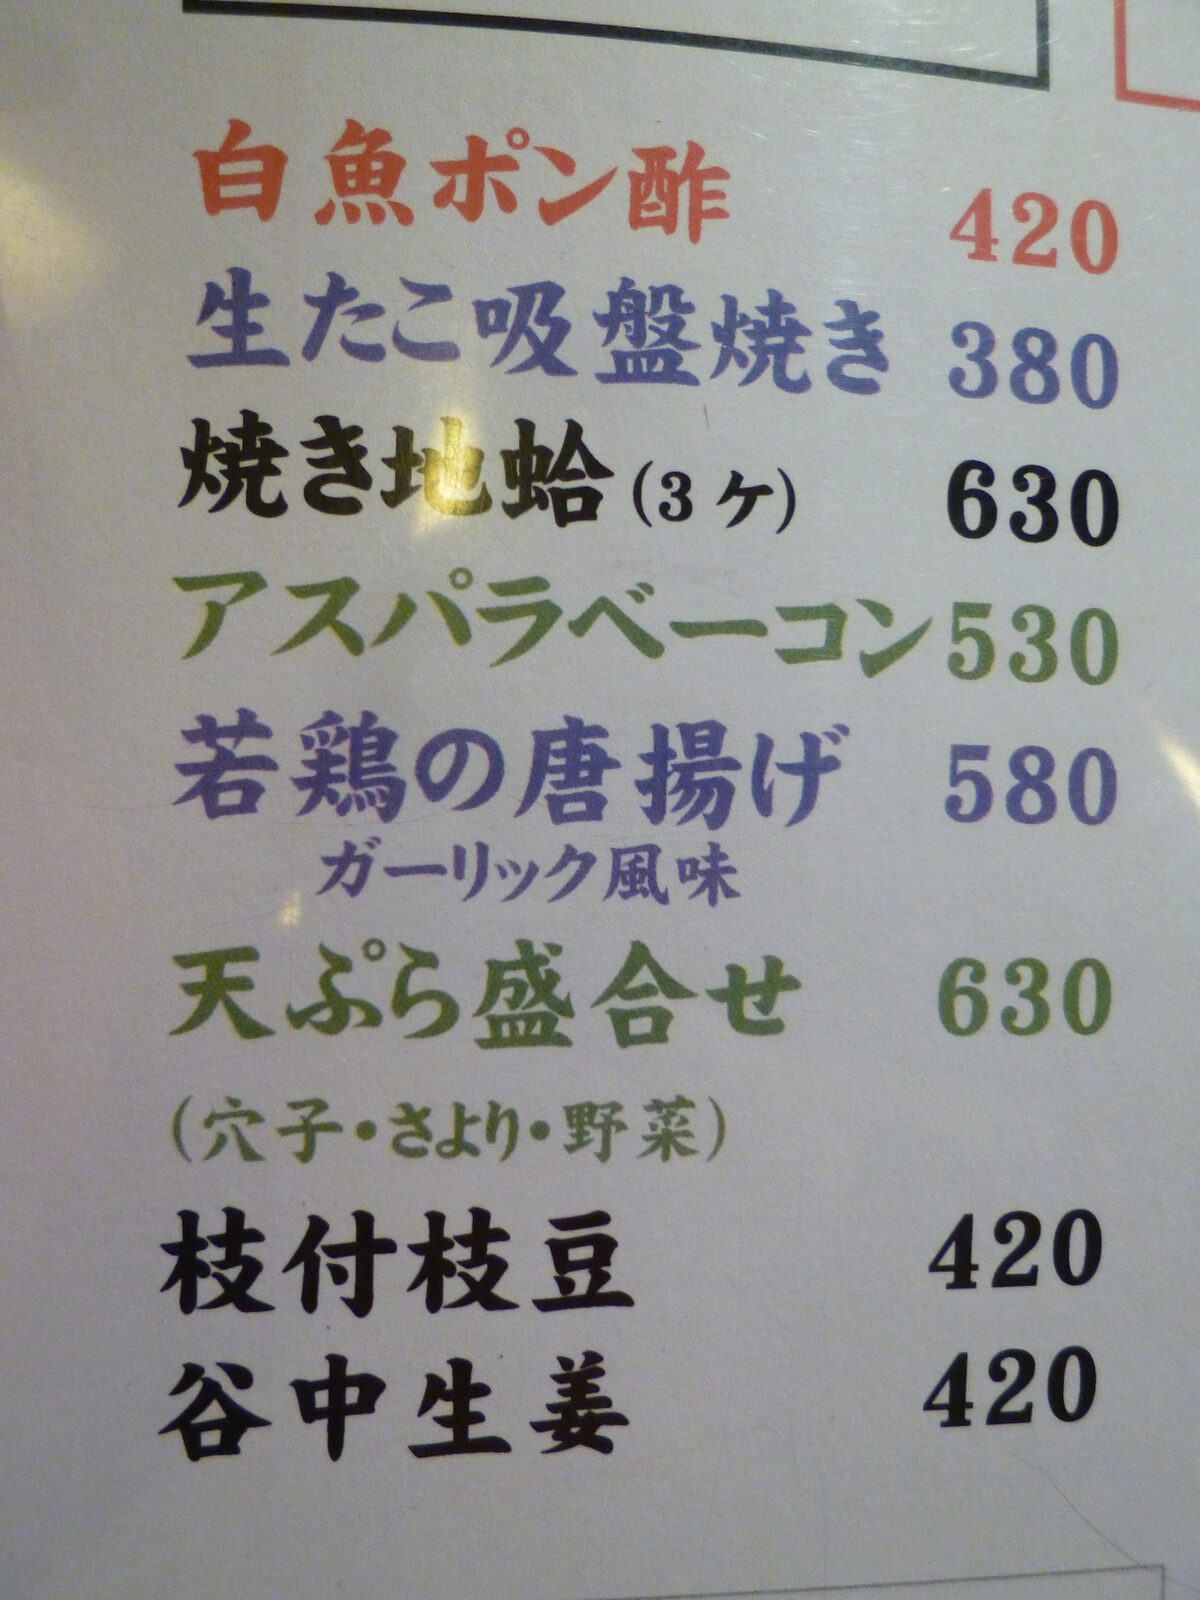 白魚ポン酢 420
生たこ吸盤焼き 380
焼き地蛤(3ケ) 630
アスパラベーコン 530
若鶏の唐揚げ 580
ガーリック風味
天ぷら盛合せ 630
(穴子・さより・野菜)
枝付枝豆 420
谷中生姜 420